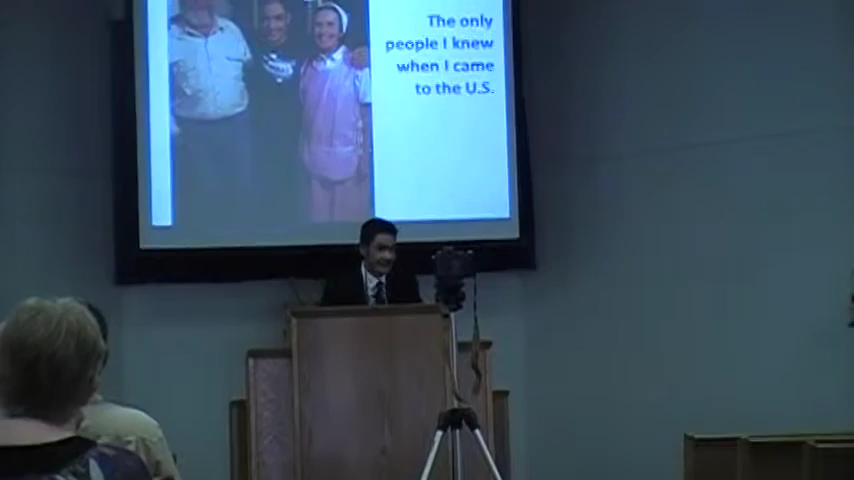 The only
people I knew
when I came
to the U.S.